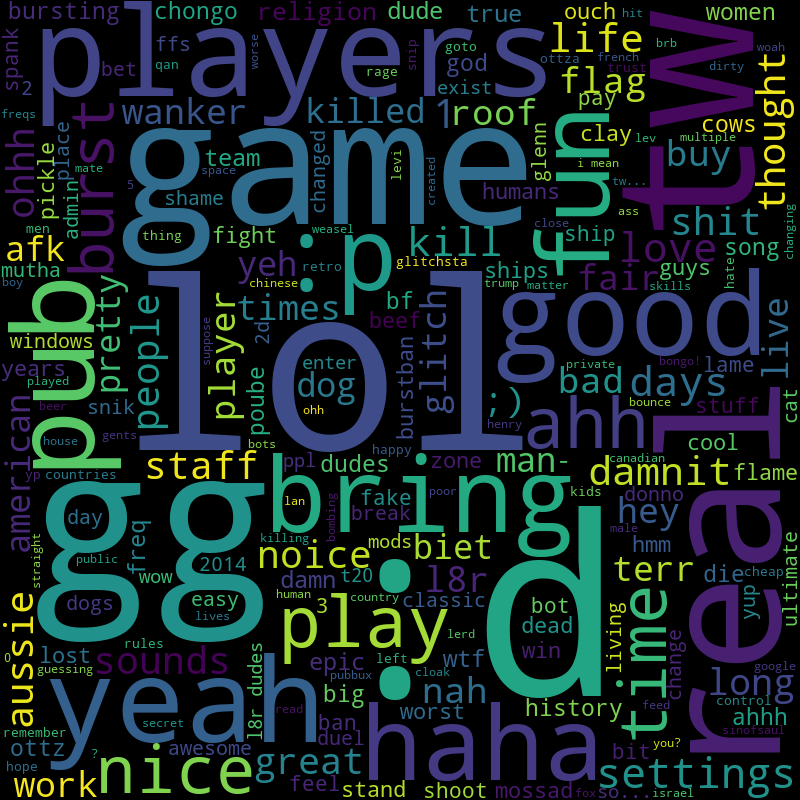 bursting
chongo
religion
dude
true
ouch
hit
women
spank
ffs
players
worse
snip
god
goto
life
brb
woah
tw
bet
qan
rage
exist
ottza
french
trust
dirty
2
wanker
killed
1
roof
flag
pay
thought
freqs
burst
game
fun
clay
cows
ohhh
pickle
place
team
changed
levi
created
glenn
lev
multiple
buy
mate
admin
shame
space
humans
i mean
tw...
men
5
thing
fight
:p
weasel
kill
ship
ass
close
shit
changing
afk
yeh
retro
glitchsta
ships
love
song
mutha
boy
pub
pretty
people
times
chinese
bf
trump
matter
fair
guys
hate
skills
lol
good
live
windows
player
2d
beef
glitch
private
bongo!
lame
years
played
suppose
enter
dog
poube
burstban
;)
bad
days
beer
snik
ohh
happy
henry
ahh
bounce
stuff
cat
real
american
house
gents
bots
staff
ppl
dudes
zone
man-
canadian
cool
yp
countries
gg
bring
damnit
flame
day
freq
lan
fake
break
poor
kids
donno
straight
2014
killing
bombing
mods
biet
hey
hmm
ultimate
public
wow
noice
terr
die
cheap
dogs
easy
damn
t20
l8r
:d
male
yup
lives
human
country
classic
bot
aussie
play
3
lerd
dead
living
time
0
rules
win
change
lost
sounds
epic
left
wtf
google
guessing
yeah
l8r dudes
pubbux
cloak
nah
feed
long
remember
secret
big
worst
history
control
ottz
awesome
ban
duel
haha
ahhh
sinofsaul
?
nice
great
read
bit
you?
hope
work
feel
stand
shoot
mossad
fox
so...
settings
israel